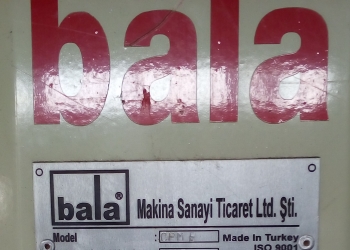 bala
bala® Makina Sanayi Ticaret Ltd. Şti.
Model : Made In Turkey
ISO 9001